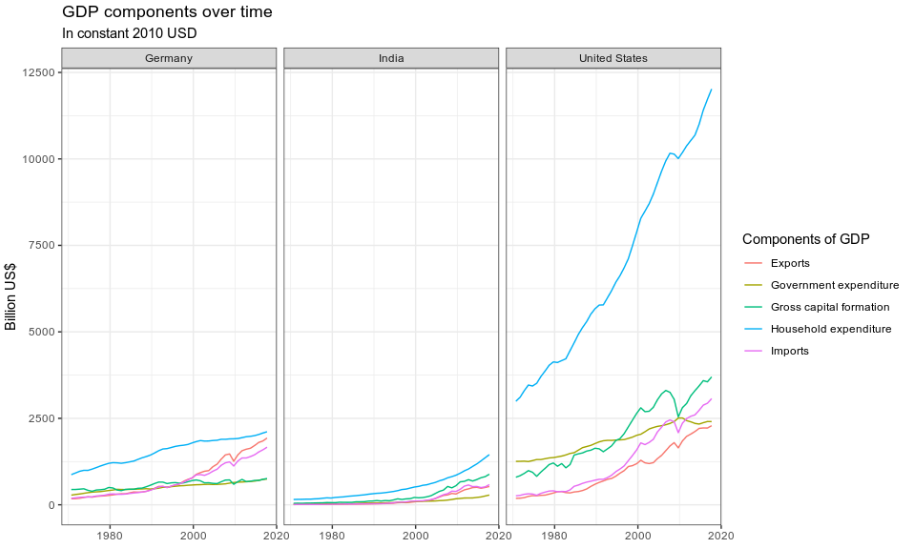 GDP components over time
In constant 2010 USD
Germany
India
United States
12500
10000
7500
5000
2500
0
Billion US$
1980
2000
2020
1980
2000
2020
1980
2000
2020
Components of GDP
Exports
Government expenditure
Gross capital formation
Household expenditure
Imports